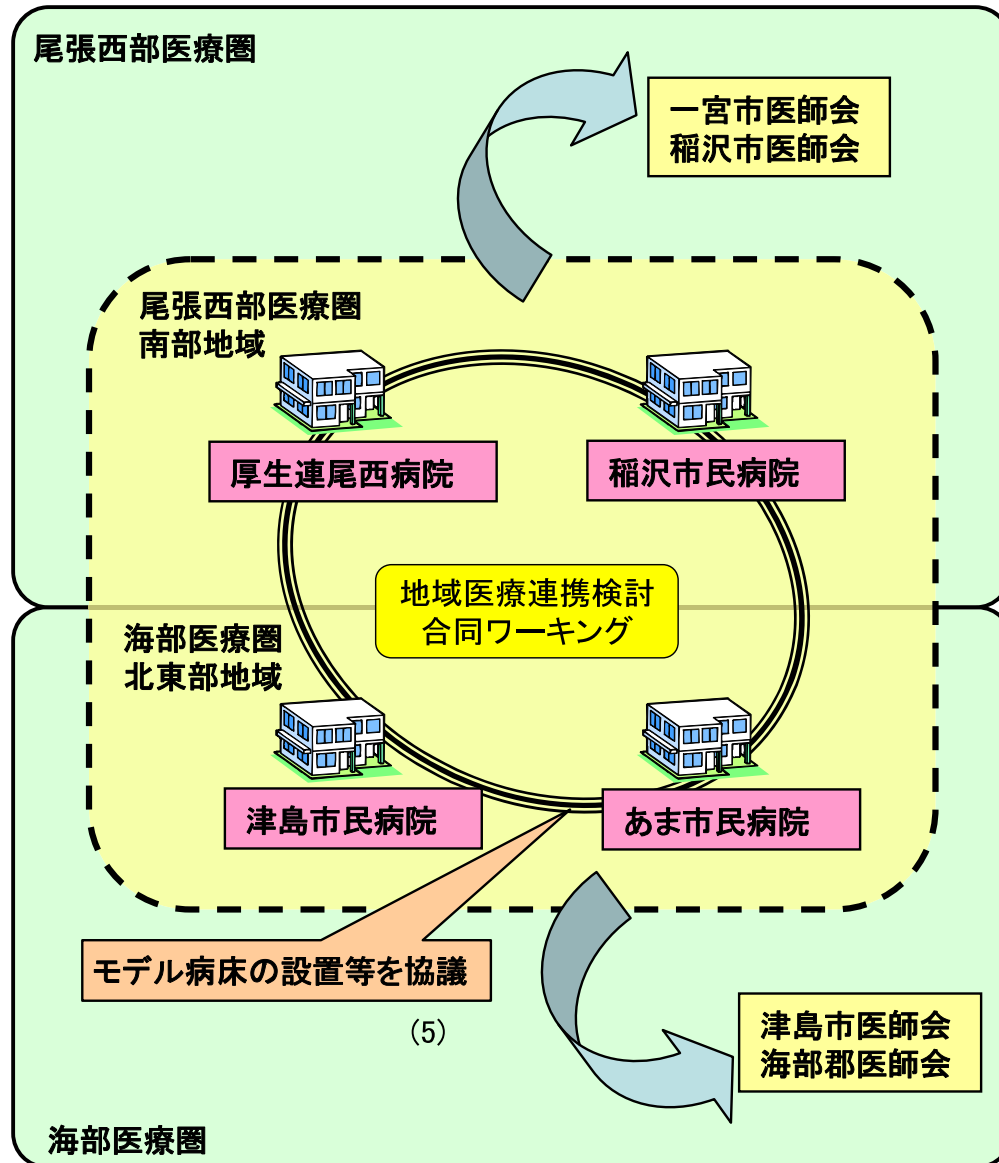 尾張西部医療圏
一宮市医師会
稲沢市医師会
尾張西部医療圏
南部地域
厚生連尾西病院
稲沢市民病院
地域医療連携検討
合同ワーキング
海部医療圏
北東部地域
津島市民病院
あま市民病院
モデル病床の設置等を協議
(5)
津島市医師会
海部郡医師会
海部医療圏